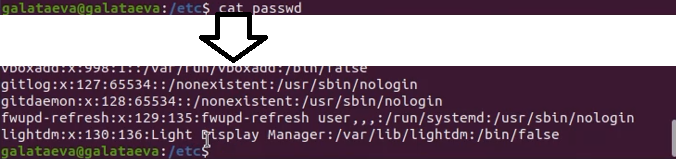 galataeva@galataeva:/etc$ cat passwd
vboxadd:x:998:1::/var/run/vboxadd:/bin/false
gitlog:x:127:65534::/nonexistent:/usr/sbin/nologin
gitdaemon:x:128:65534::/nonexistent:/usr/sbin/nologin
fwupd-refresh:x:129:135:fwupd-refresh user,,,:/run/systemd:/usr/sbin/nologin
lightdm:x:130:136:Light Display Manager:/var/lib/lightdm:/bin/false
galataeva@galataeva:/etc$